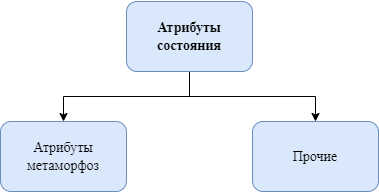 Атрибуты
состояния
Атрибуты
метаморфоз
Прочие